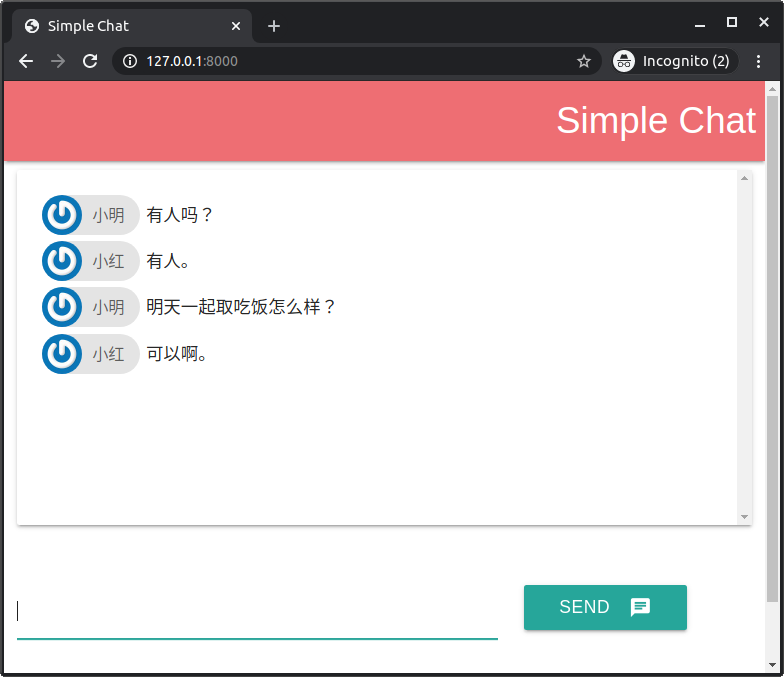 Simple Chat
127.0.0.1:8000
Incognito (2)
Simple Chat
小明 有人吗？
小红 有人。
小明 明天一起取吃饭怎么样？
小红 可以啊。
SEND